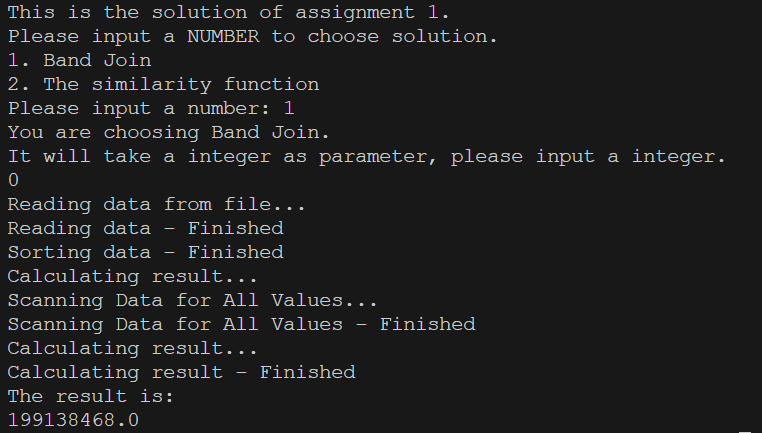 This is the solution of assignment 1.
Please input a NUMBER to choose solution.
1. Band Join
2. The similarity function
Please input a number: 1
You are choosing Band Join.
It will take a integer as parameter, please input a integer.
0
Reading data from file...
Reading data - Finished
Sorting data - Finished
Calculating result...
Scanning Data for All Values...
Scanning Data for All Values - Finished
Calculating result...
Calculating result - Finished
The result is:
199138468.0